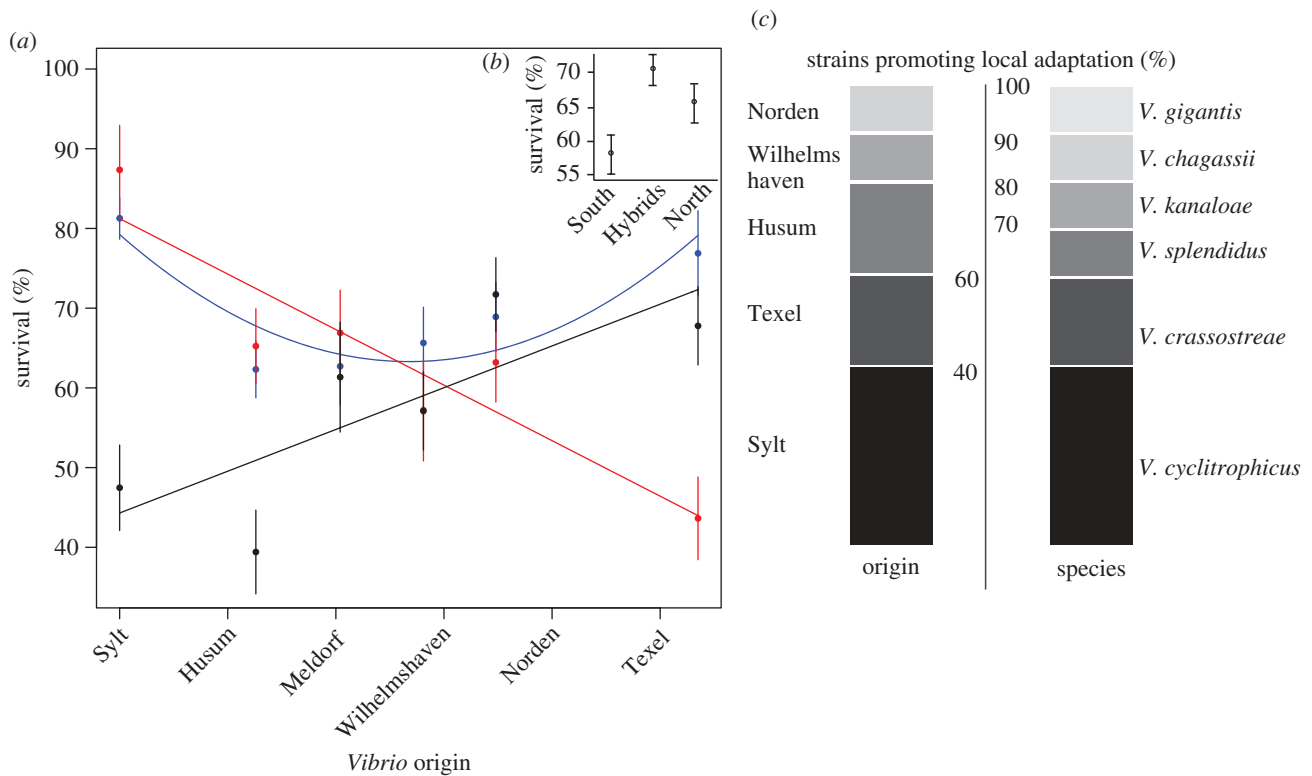 (a)
100
90
80
70
60
50
40
survival (%)
Sylt
Husum
Meldorf
Wilhelmshaven
Norden
Texel
Vibrio origin
(b)
70
65
60
55
survival (%)
South
Hybrids
North
(c)
strains promoting local adaptation (%)
Norden
Wilhelms
haven
Husum
Texel
Sylt
origin
100
90
80
70
60
40
V. gigantis
V. chagassii
V. kanaloae
V. splendidus
V. crassostreae
V. cyclitrophicus
species